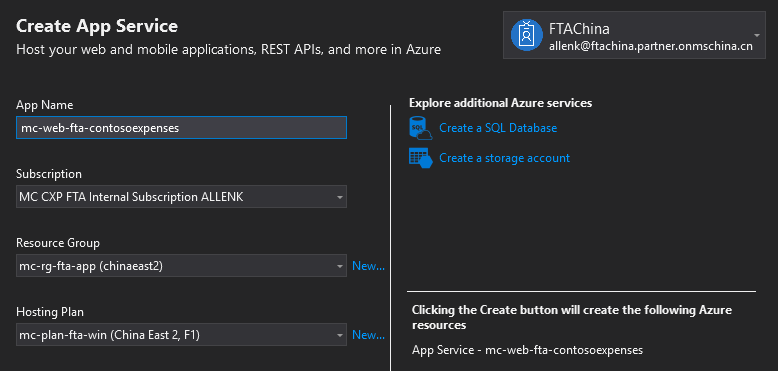 Create App Service
Host your web and mobile applications, REST APIs, and more in Azure
FTAChina
allenk@ftachina.partner.onmschina.cn
App Name
mc-web-fta-contosoexpenses
Subscription
MC CXP FTA Internal Subscription ALLENK
Resource Group
mc-rg-fta-app (chinaeast2)
New...
Hosting Plan
mc-plan-fta-win (China East 2, F1)
New...
Explore additional Azure services
SQL
Create a SQL Database
Create a storage account
Clicking the Create button will create the following Azure
resources
App Service - mc-web-fta-contosoexpenses